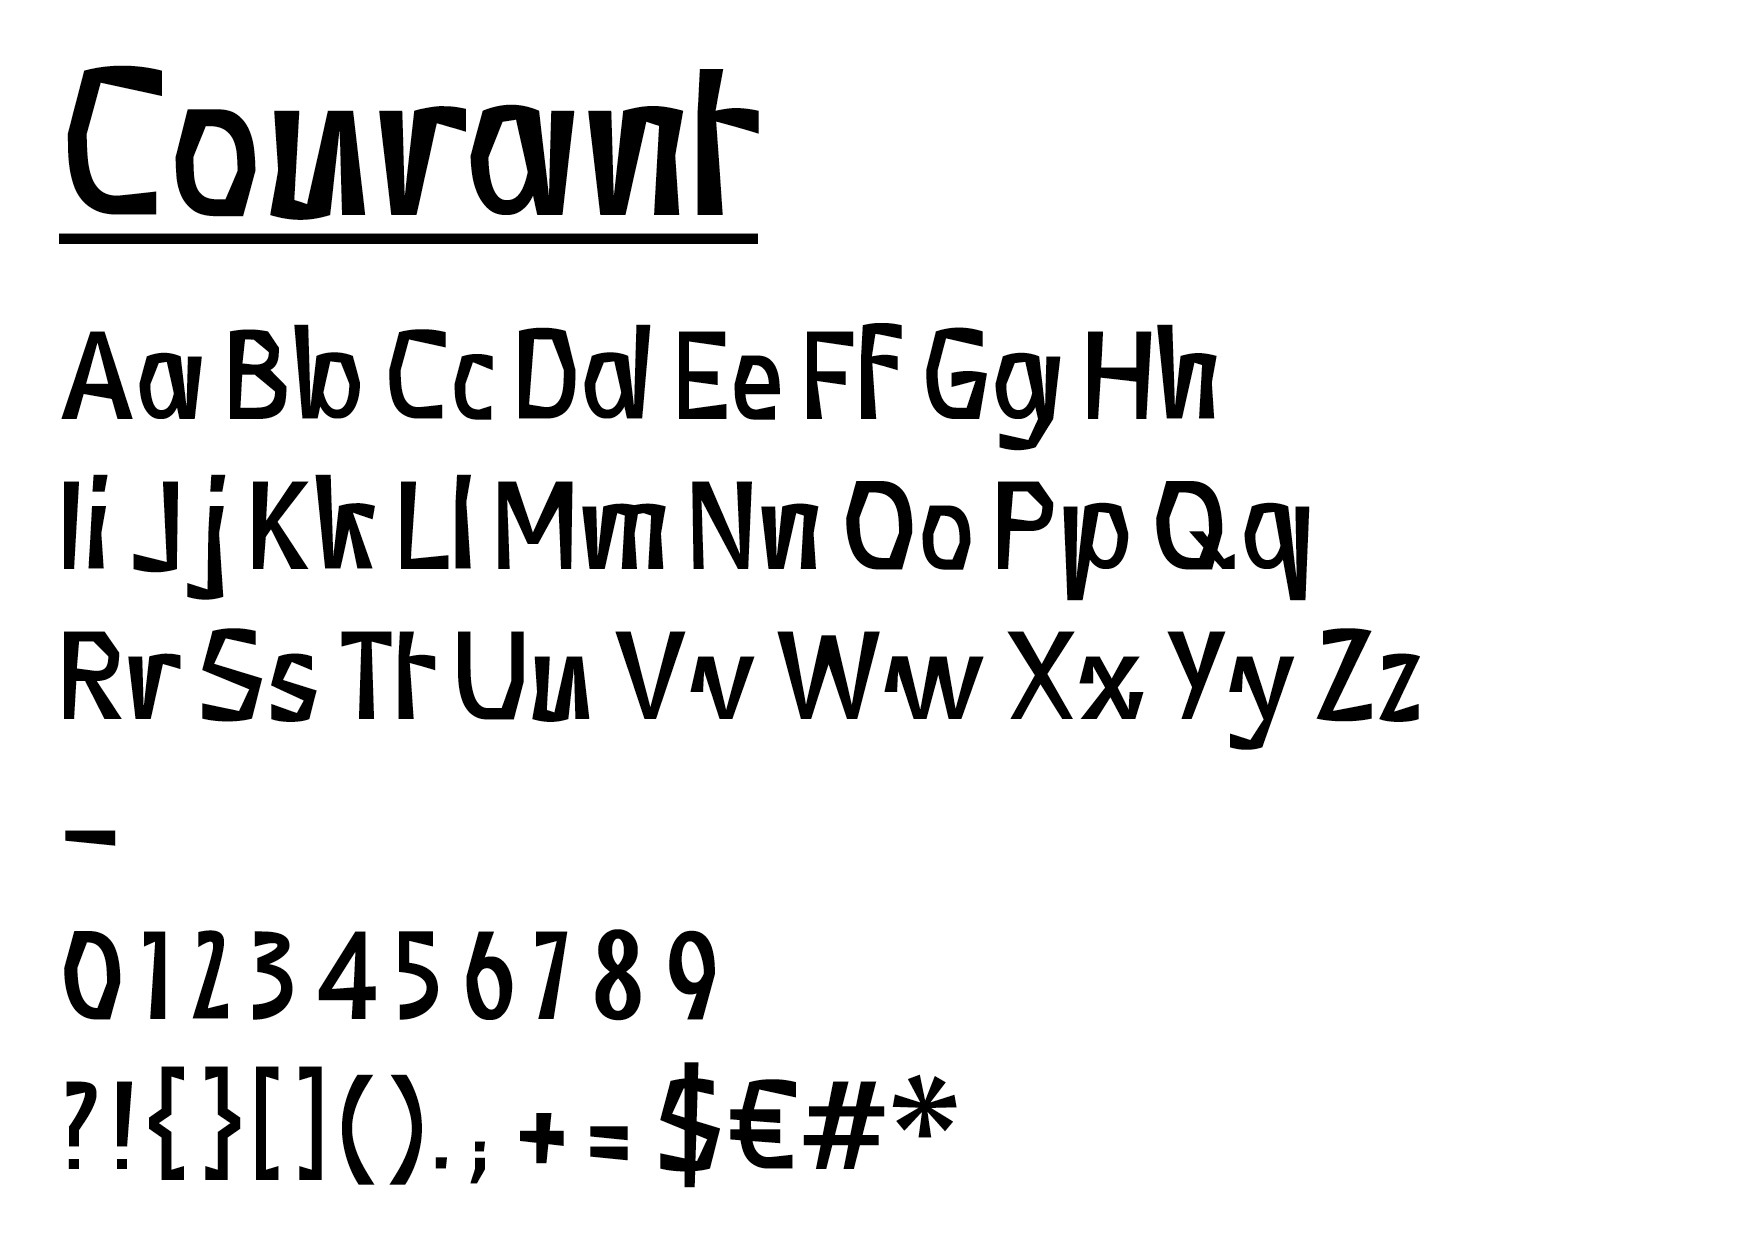 Courant
Aa Bb Cc Dd Ee Ff Gg Hh
Ii Jj Kk Ll Mm Nn Oo Pp Qq
Rr Ss Tt Uu Vv Ww Xx Yy Zz
–
0 1 2 3 4 5 6 7 8 9
?!{}[]().;+=$€#*